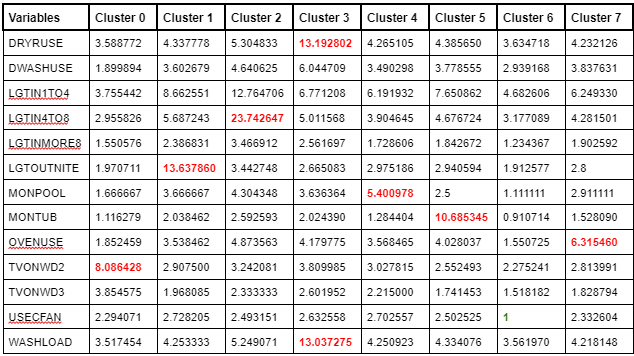 Variables Cluster 0 Cluster 1 Cluster 2 Cluster 3 Cluster 4 Cluster 5 Cluster 6 Cluster 7
DRYRUSE 3.588772 4.337778 5.304833 13.192802 4.265105 4.385650 3.634718 4.232126
DWASHUSE 1.899894 3.602679 4.640625 6.044709 3.490298 3.778555 2.939168 3.837631
LGTIN1TO4 3.755442 8.662551 12.764706 6.771208 6.191932 7.650862 4.682606 6.249330
LGTIN4TO8 2.955826 5.687243 23.742647 5.011568 3.904645 4.676724 3.177089 4.281501
LGTINMORE8 1.550576 2.386831 3.466912 2.561697 1.728606 1.842672 1.234367 1.902592
LGTOUTNITE 1.970711 13.637860 3.442748 2.665083 2.975186 2.940594 1.912577 2.8
MONPOOL 1.666667 3.666667 4.304348 3.636364 5.400978 2.5 1.111111 2.911111
MONTUB 1.116279 2.038462 2.592593 2.024390 1.284404 10.685345 0.910714 1.528090
OVENUSE 1.852459 3.538462 4.873563 4.179775 3.568465 4.028037 1.550725 6.315460
TVONWD2 8.086428 2.907500 3.242081 3.809985 3.027815 2.552493 2.275241 2.813991
TVONWD3 3.854575 1.968085 2.333333 2.601952 2.215000 1.741453 1.518182 1.828794
USECFAN 2.294071 2.728205 2.493151 2.632558 2.702557 2.502525 1 2.332604
WASHLOAD 3.517454 4.253333 5.249071 13.037275 4.250923 4.334076 3.561970 4.218148